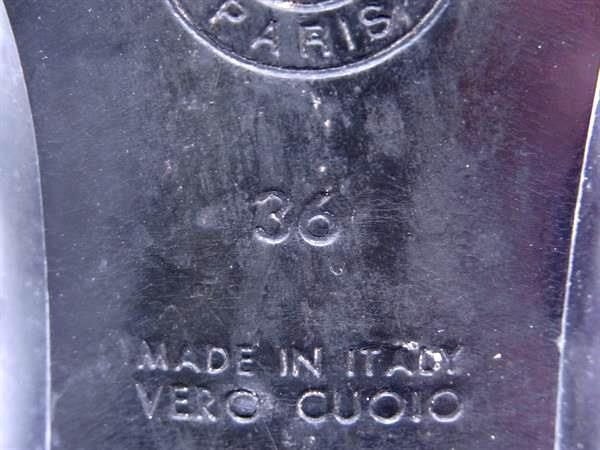 PARIS
36
MADE IN ITALY
VERO CUOIO